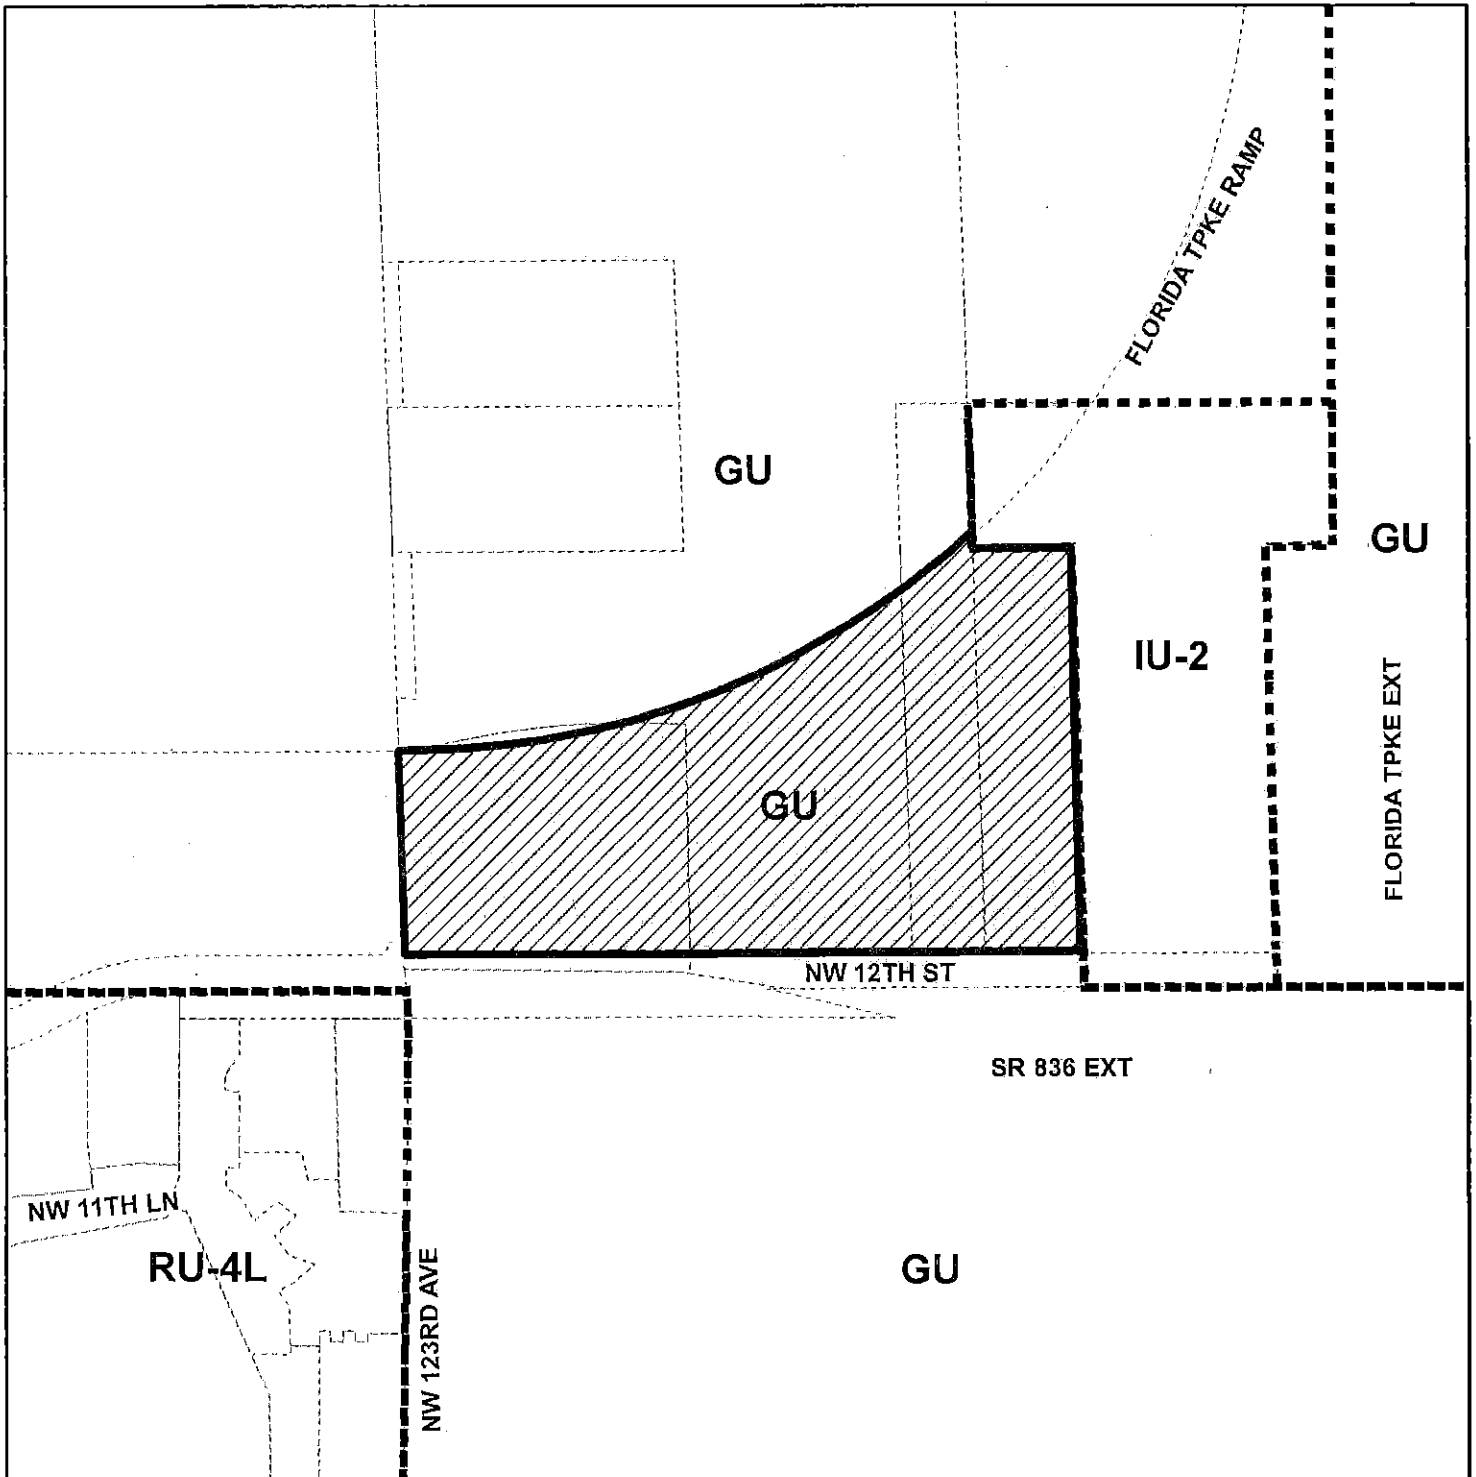 FLORIDA TPKE RAMP
GU
GU
IU-2
FLORIDA TPKE EXT
GU
NW 12TH ST
SR 836 EXT
NW 11TH LN
RU-4L
NW 123RD AVE
GU